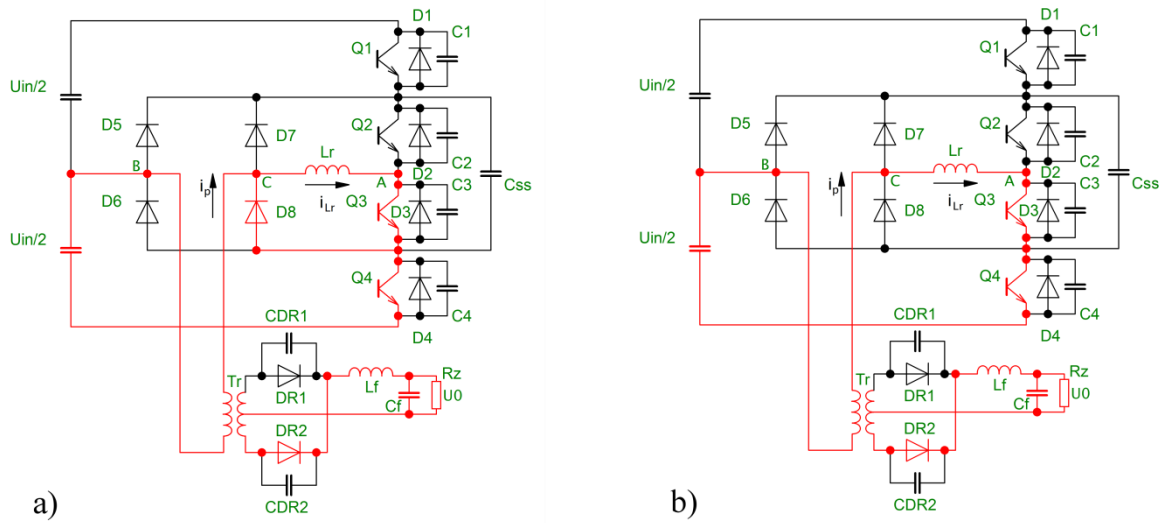 D1
C1
Q1
Uin/2
D5
D7
Q2
Lr
C2
B
C
A
D2
C3
Css
ip
D6
D8
iLr
Q3
D3
Uin/2
Q4
C4
CDR1
D4
Tr
Rz
Lf
DR1
Cf
U0
DR2
CDR2
a)
D1
C1
Q1
Uin/2
D5
D7
Q2
Lr
C2
B
C
A
D2
C3
Css
ip
D6
D8
iLr
Q3
D3
Uin/2
Q4
C4
CDR1
D4
Tr
Rz
Lf
DR1
Cf
U0
DR2
CDR2
b)